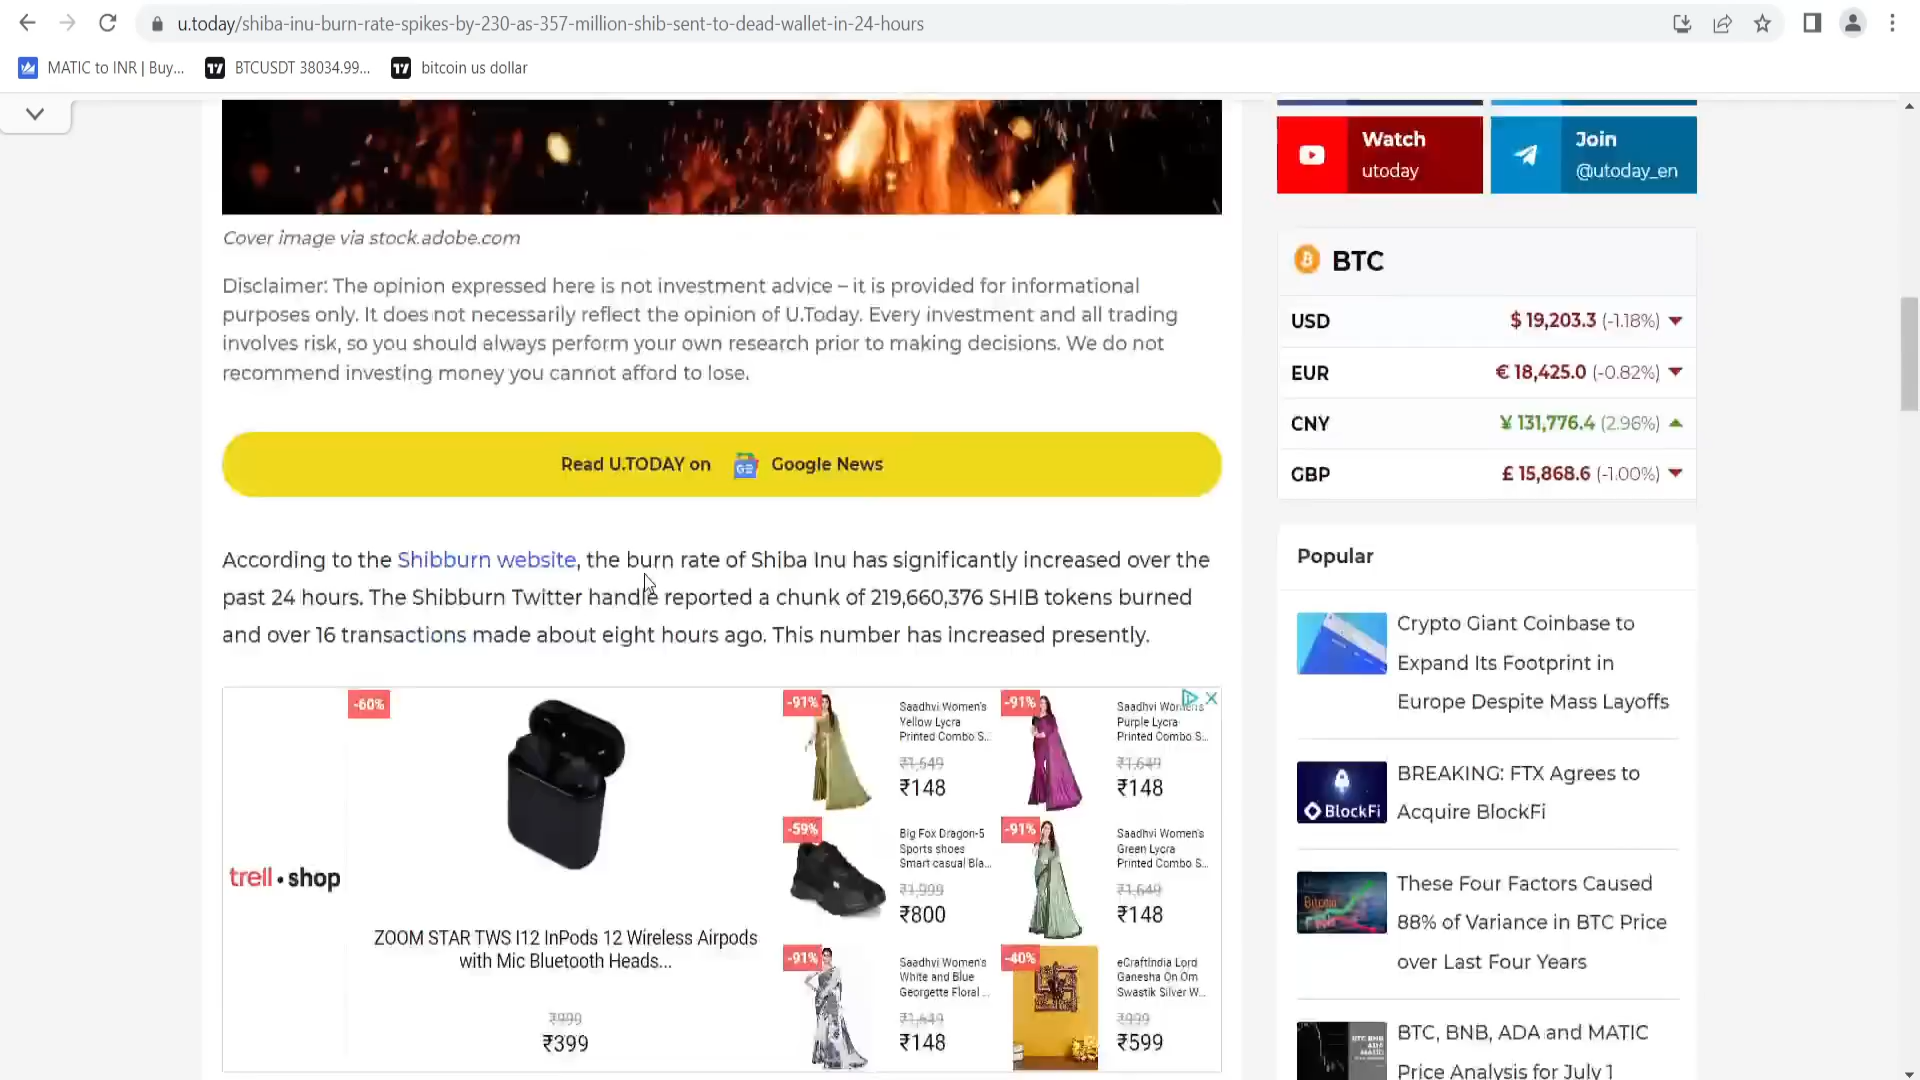 u.today/shiba-inu-burn-rate-spikes-by-230-as-357-million-shib-sent-to-dead-wallet-in-24-hours
MATIC to INR | Buy...
BTCUSDT 38034.99...
bitcoin us dollar
Cover image via stock.adobe.com
Disclaimer: The opinion expressed here is not investment advice – it is provided for informational
purposes only. It does not necessarily reflect the opinion of U.Today. Every investment and all trading
involves risk, so you should always perform your own research prior to making decisions. We do not
recommend investing money you cannot afford to lose.
Read U.TODAY on Google News
According to the Shibburn website, the burn rate of Shiba Inu has significantly increased over the
past 24 hours. The Shibburn Twitter handle reported a chunk of 219,660,376 SHIB tokens burned
and over 16 transactions made about eight hours ago. This number has increased presently.
trell.shop
-60%
ZOOM STAR TWS I12 InPods 12 Wireless Airpods
with Mic Bluetooth Heads...
₹999
₹399
-91%
Saadhvi Women's
Yellow Lycra
Printed Combo S...
₹1,649
₹148
-91%
Saadhvi Women's
Purple Lycra
Printed Combo S...
₹1,649
₹148
-59%
Big Fox Dragon-5
Sports shoes
Smart casual Bla...
₹1,999
₹800
-91%
Saadhvi Women's
Green Lycra
Printed Combo S...
₹1,649
₹148
-91%
Saadhvi Women's
White and Blue
Georgette Floral ...
₹1,649
₹148
-40%
eCraftIndia Lord
Ganesha On Om
Swastik Silver W...
₹999
₹599
Watch
utoday
Join
@utoday_en
BTC
USD $ 19,203.3 (-1.18%)
EUR € 18,425.0 (-0.82%)
CNY ¥ 131,776.4 (2.96%)
GBP £ 15,868.6 (-1.00%)
Popular
Crypto Giant Coinbase to
Expand Its Footprint in
Europe Despite Mass Layoffs
BlockFi
BREAKING: FTX Agrees to
Acquire BlockFi
Bitcoin
These Four Factors Caused
88% of Variance in BTC Price
over Last Four Years
BTC, BNB, ADA and MATIC
Price Analysis for July 1